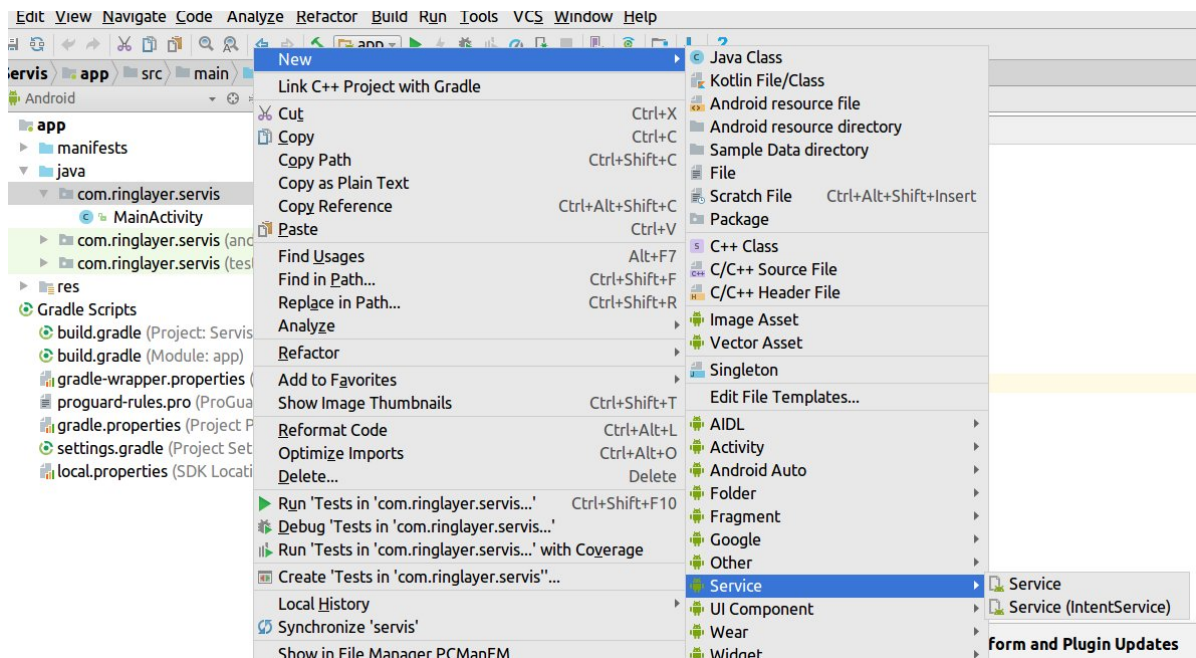 Edit View Navigate Code Analyze Refactor Build Run Tools VCS Window Help
app
Servis app src main
Android
app
manifests
java
com.ringlayer.servis
MainActivity
com.ringlayer.servis (and
com.ringlayer.servis (test
res
Gradle Scripts
build.gradle (Project: Servis
build.gradle (Module: app)
gradle-wrapper.properties (
proguard-rules.pro (ProGua
gradle.properties (Project P
settings.gradle (Project Set
local.properties (SDK Locati
New
Link C++ Project with Gradle
Cut Ctrl+X
Copy Ctrl+C
Copy Path Ctrl+Shift+C
Copy as Plain Text
Copy Reference Ctrl+Alt+Shift+C
Paste Ctrl+V
Find Usages Alt+F7
Find in Path... Ctrl+Shift+F
Replace in Path... Ctrl+Shift+R
Analyze
Refactor
Add to Favorites
Show Image Thumbnails Ctrl+Shift+T
Reformat Code Ctrl+Alt+L
Optimize Imports Ctrl+Alt+O
Delete... Delete
Run 'Tests in 'com.ringlayer.servis...' Ctrl+Shift+F10
Debug 'Tests in 'com.ringlayer.servis...'
Run 'Tests in 'com.ringlayer.servis...' with Coverage
Create 'Tests in 'com.ringlayer.servis''...
Local History
Synchronize 'servis'
Show in File Manager PCManFM
Java Class
Kotlin File/Class
Android resource file
Android resource directory
Sample Data directory
File
Scratch File Ctrl+Alt+Shift+Insert
Package
C++ Class
C/C++ Source File
C/C++ Header File
Image Asset
Vector Asset
Singleton
Edit File Templates...
AIDL
Activity
Android Auto
Folder
Fragment
Google
Other
Service
UI Component
Wear
Widget
Service
Service (IntentService)
form and Plugin Updates